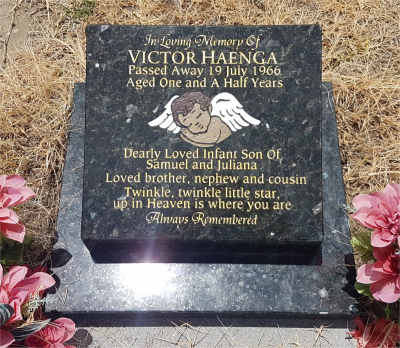 In Loving Memory Of
VICTOR HAENGA
Passed Away 19 July 1966
Aged One and A Half Years
Dearly Loved Infant Son Of
Samuel and Juliana
Loved brother, nephew and cousin
Twinkle, twinkle little star,
up in Heaven is where you are
Always Remembered